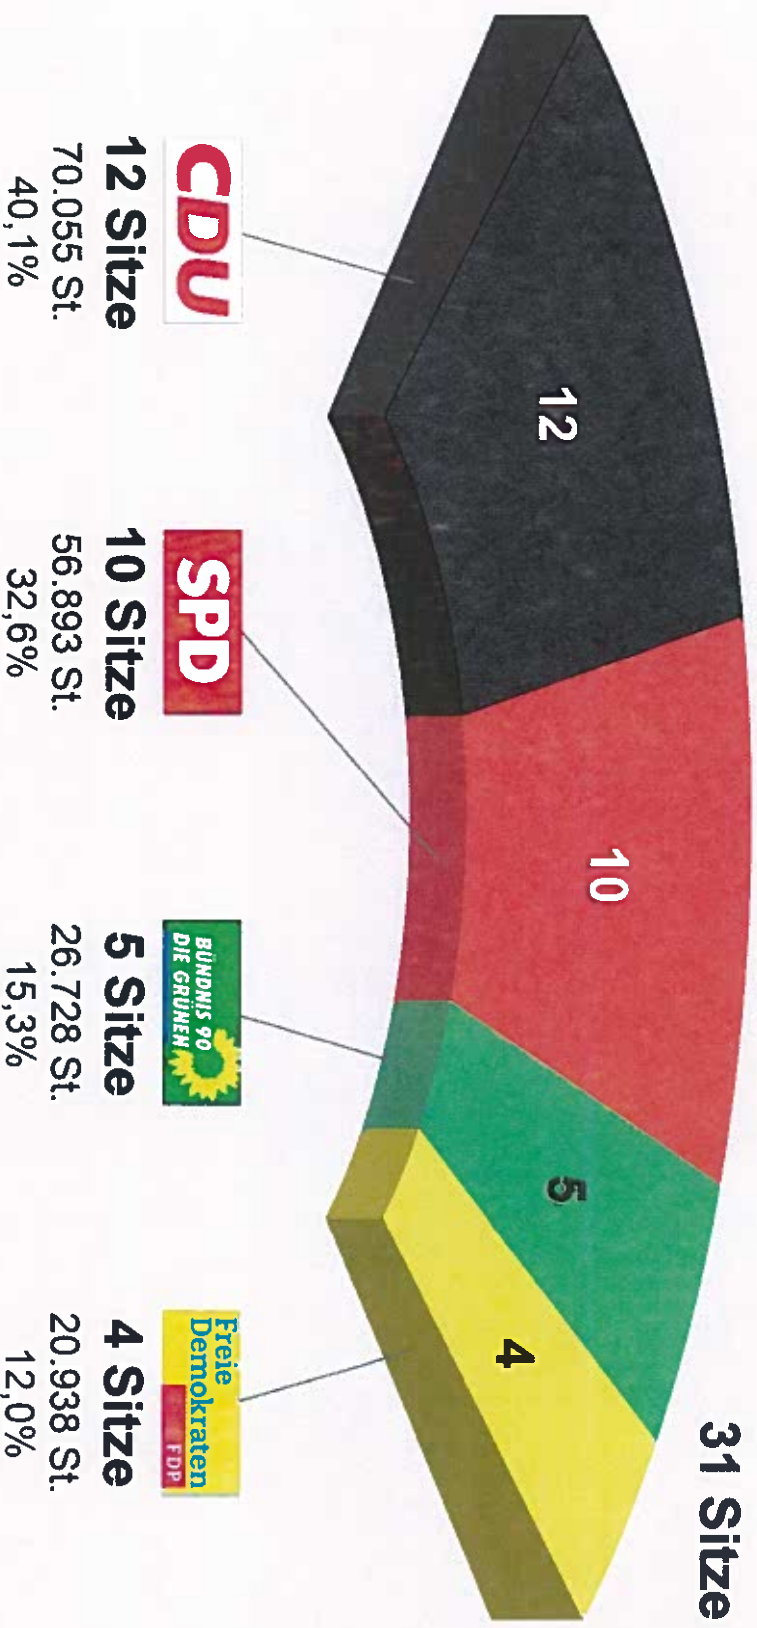 31 Sitze
12
10
5
4
CDU
12 Sitze
70.055 St.
40,1%
SPD
10 Sitze
56.893 St.
32,6%
BÜNDNIS 90
DIE GRÜNEN
5 Sitze
26.728 St.
15,3%
Freie
Demokraten
FDP
4 Sitze
20.938 St.
12,0%